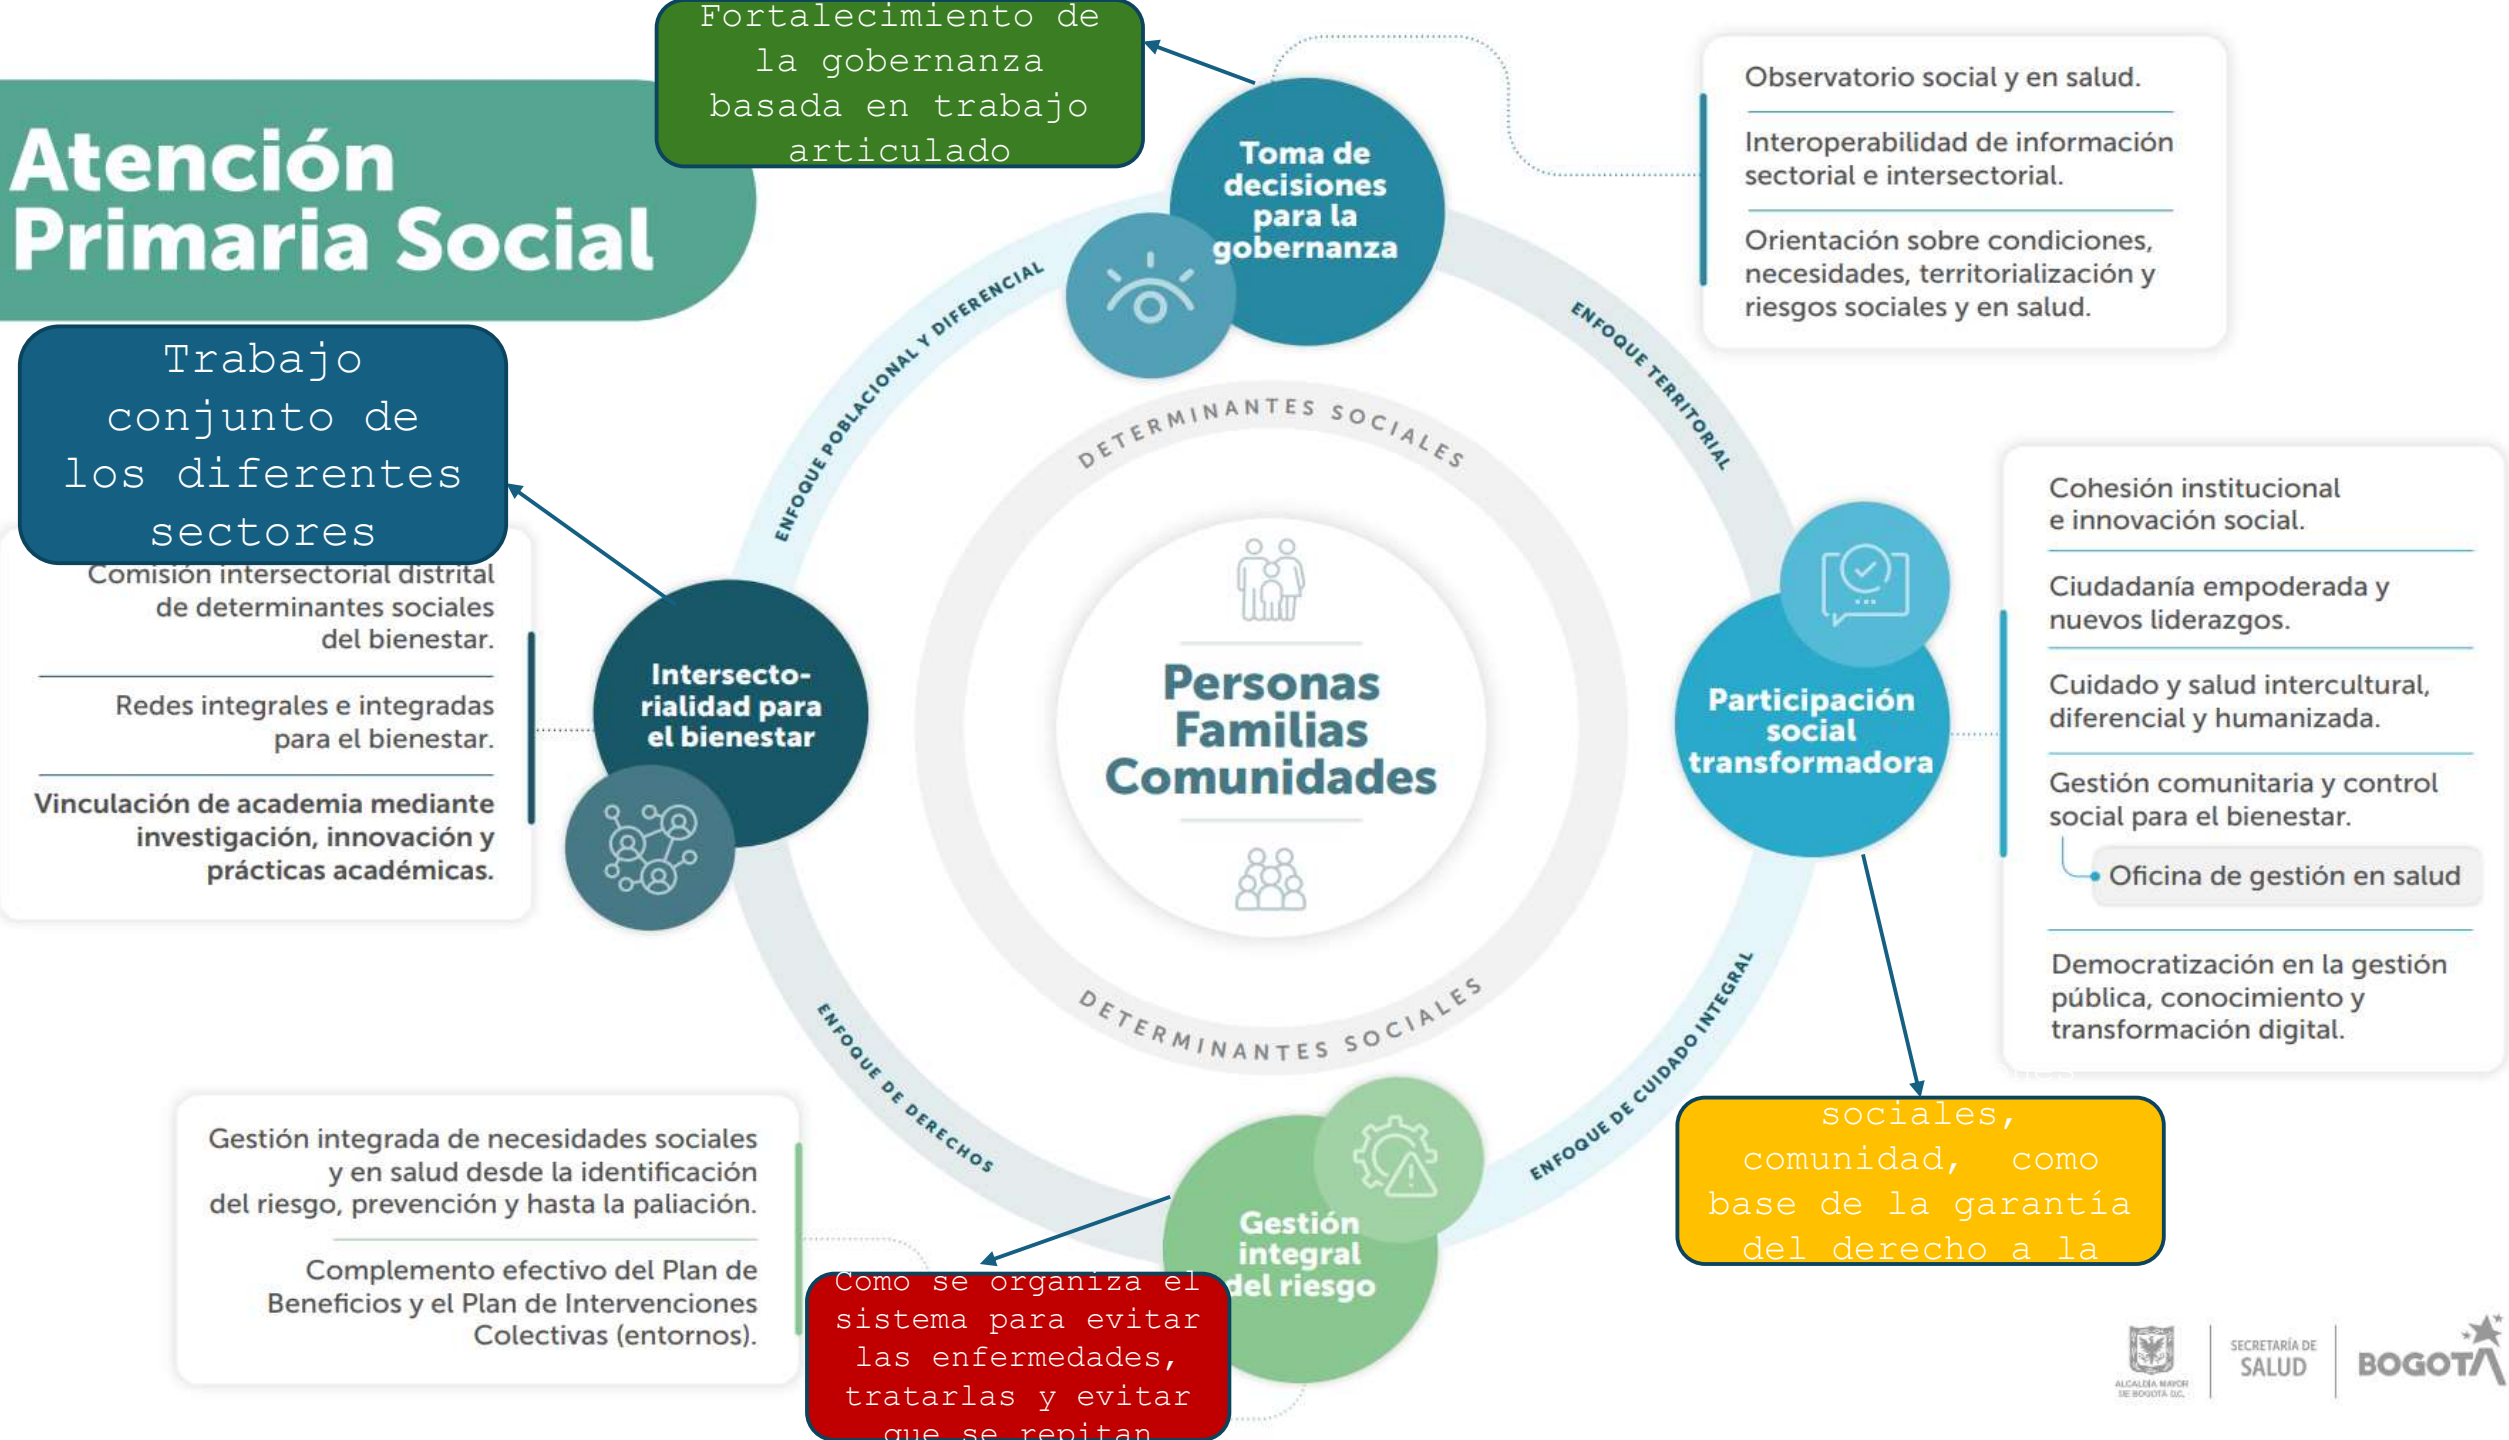 Fortalecimiento de
la gobernanza
basada en trabajo
articulado
Atención
Primaria Social
Toma de
decisiones
para la
gobernanza
Observatorio social y en salud.
Interoperabilidad de información
sectorial e intersectorial.
Orientación sobre condiciones,
necesidades, territorialización y
riesgos sociales y en salud.
ENFOQUE POBLACIONAL Y DIFERENCIAL
ENFOQUE TERRITORIAL
Trabajo
conjunto de
los diferentes
sectores
Comisión intersectorial distrital
de determinantes sociales
del bienestar.
Redes integrales e integradas
para el bienestar.
Vinculación de academia mediante
investigación, innovación y
prácticas académicas.
Intersecto-
rialidad para
el bienestar
DETERMINANTES SOCIALES
Personas
Familias
Comunidades
DETERMINANTES SOCIALES
Participación
social
transformadora
Cohesión institucional
e innovación social.
Ciudadanía empoderada y
nuevos liderazgos.
Cuidado y salud intercultural,
diferencial y humanizada.
Gestión comunitaria y control
social para el bienestar.
Oficina de gestión en salud
Democratización en la gestión
pública, conocimiento y
transformación digital.
ENFOQUE DE DERECHOS
ENFOQUE DE CUIDADO INTEGRAL
Gestión integrada de necesidades sociales
y en salud desde la identificación
del riesgo, prevención y hasta la paliación.
Complemento efectivo del Plan de
Beneficios y el Plan de Intervenciones
Colectivas (entornos).
Gestión
integral
del riesgo
Como se organiza el
sistema para evitar
las enfermedades,
tratarlas y evitar
que se repitan
sociales,
comunidad, como
base de la garantía
del derecho a la
ALCALDÍA MAYOR
DE BOGOTÁ D.C.
SECRETARÍA DE
SALUD
BOGOTÁ